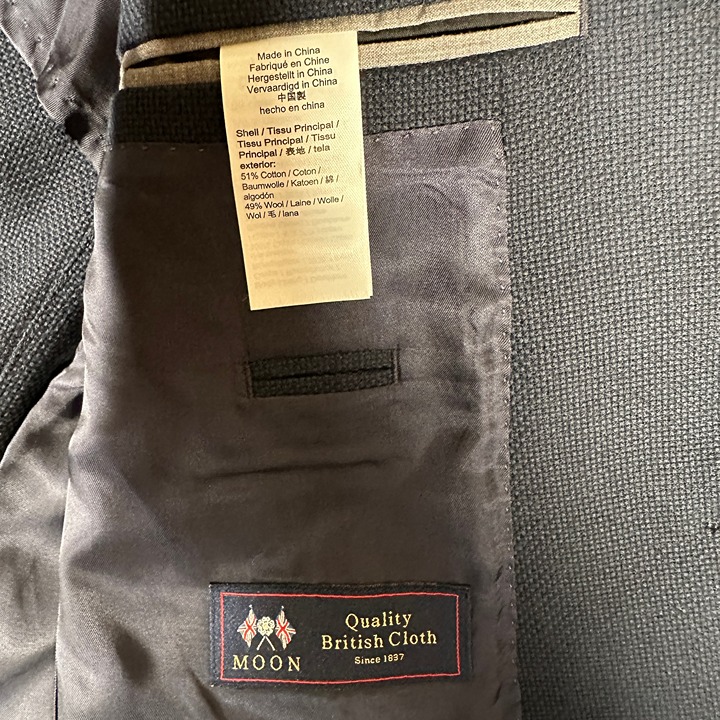 Made in China
Fabriqué en Chine
Hergestellt in China
Vervaardigd in China
中国製
hecho en china
Shell / Tissu Principal /
Tissu Principal / Tissu
Principal / 表地 / tela
exterior:
51% Cotton / Coton /
Baumwolle / Katoen / 綿 /
algodón
49% Wool / Laine / Wolle /
Wol / 毛 / lana
MOON
Quality
British Cloth
Since 1837